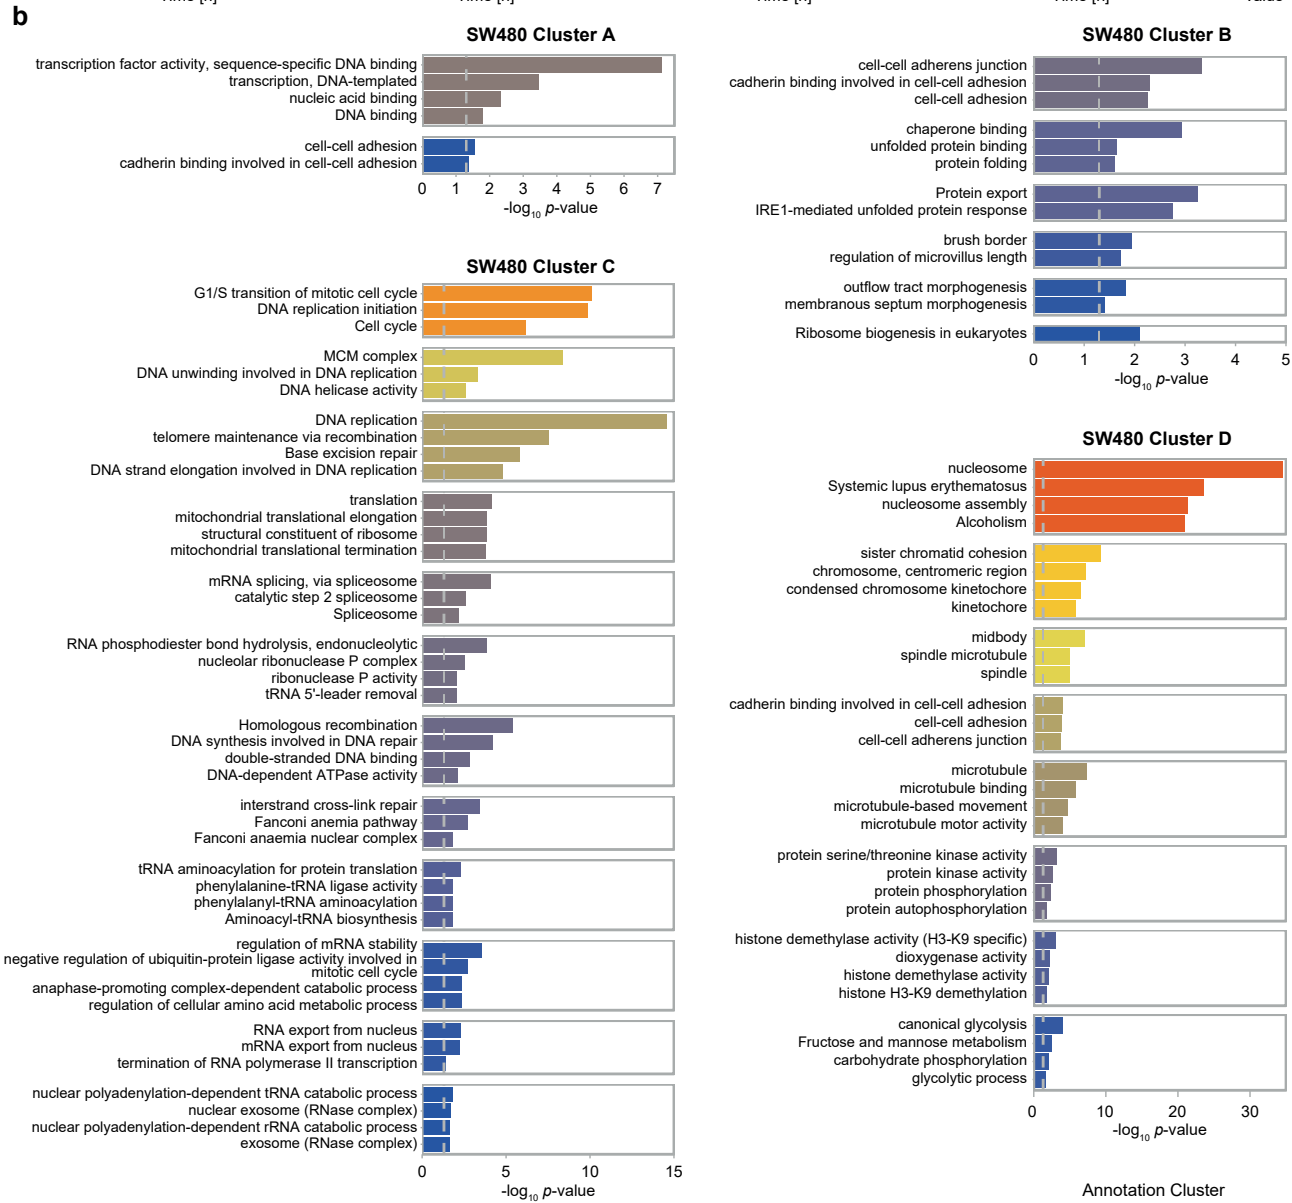 b
SW480 Cluster A
transcription factor activity, sequence-specific DNA binding
transcription, DNA-templated
nucleic acid binding
DNA binding
cell-cell adhesion
cadherin binding involved in cell-cell adhesion
0 1 2 3 4 5 6 7
-log10 p-value
SW480 Cluster B
cell-cell adherens junction
cadherin binding involved in cell-cell adhesion
cell-cell adhesion
chaperone binding
unfolded protein binding
protein folding
Protein export
IRE1-mediated unfolded protein response
brush border
regulation of microvillus length
outflow tract morphogenesis
membranous septum morphogenesis
Ribosome biogenesis in eukaryotes
0 1 2 3 4 5
-log10 p-value
SW480 Cluster C
G1/S transition of mitotic cell cycle
DNA replication initiation
Cell cycle
MCM complex
DNA unwinding involved in DNA replication
DNA helicase activity
DNA replication
telomere maintenance via recombination
Base excision repair
DNA strand elongation involved in DNA replication
translation
mitochondrial translational elongation
structural constituent of ribosome
mitochondrial translational termination
mRNA splicing, via spliceosome
catalytic step 2 spliceosome
Spliceosome
RNA phosphodiester bond hydrolysis, endonucleolytic
nucleolar ribonuclease P complex
ribonuclease P activity
tRNA 5'-leader removal
Homologous recombination
DNA synthesis involved in DNA repair
double-stranded DNA binding
DNA-dependent ATPase activity
interstrand cross-link repair
Fanconi anemia pathway
Fanconi anaemia nuclear complex
tRNA aminoacylation for protein translation
phenylalanine-tRNA ligase activity
phenylalanyl-tRNA aminoacylation
Aminoacyl-tRNA biosynthesis
regulation of mRNA stability
negative regulation of ubiquitin-protein ligase activity involved in
mitotic cell cycle
anaphase-promoting complex-dependent catabolic process
regulation of cellular amino acid metabolic process
RNA export from nucleus
mRNA export from nucleus
termination of RNA polymerase II transcription
nuclear polyadenylation-dependent tRNA catabolic process
nuclear exosome (RNase complex)
nuclear polyadenylation-dependent rRNA catabolic process
exosome (RNase complex)
0 5 10 15
-log10 p-value
SW480 Cluster D
nucleosome
Systemic lupus erythematosus
nucleosome assembly
Alcoholism
sister chromatid cohesion
chromosome, centromeric region
condensed chromosome kinetochore
kinetochore
midbody
spindle microtubule
spindle
cadherin binding involved in cell-cell adhesion
cell-cell adhesion
cell-cell adherens junction
microtubule
microtubule binding
microtubule-based movement
microtubule motor activity
protein serine/threonine kinase activity
protein kinase activity
protein phosphorylation
protein autophosphorylation
histone demethylase activity (H3-K9 specific)
dioxygenase activity
histone demethylase activity
histone H3-K9 demethylation
canonical glycolysis
Fructose and mannose metabolism
carbohydrate phosphorylation
glycolytic process
0 10 20 30
-log10 p-value
Annotation Cluster